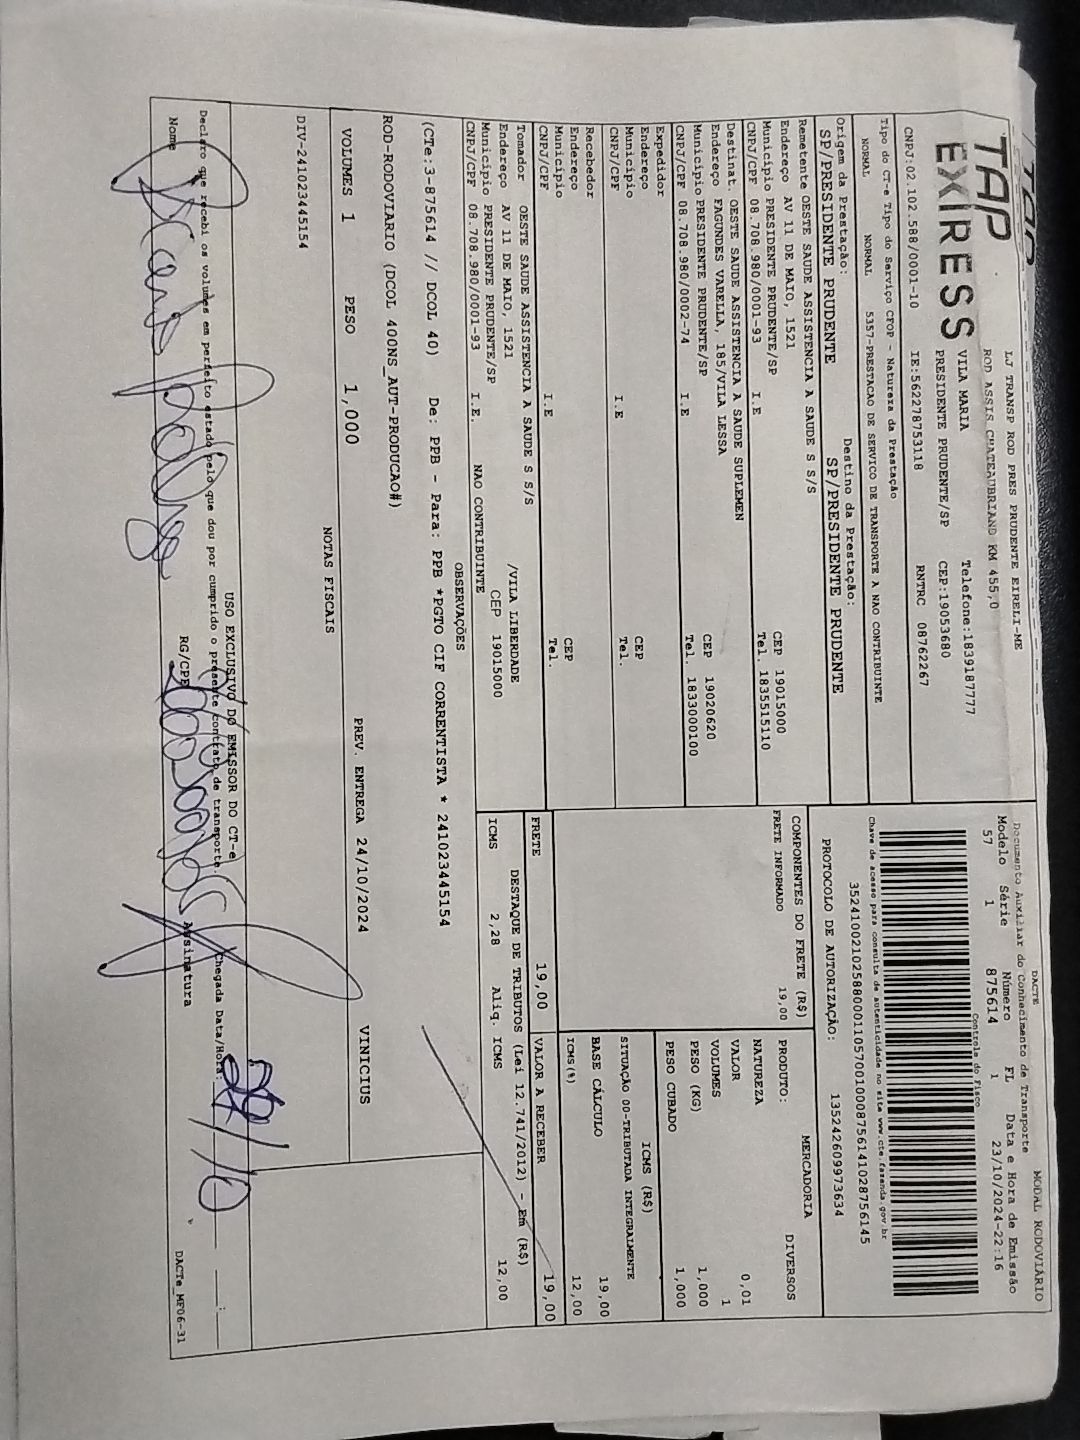 TAP
EXIRESS
LJ TRANSP ROD PRES PRUDENTE EIRELI-ME
ROD ASSIS CHATEAUBRIAND KM 455,0
VILA MARIA Telefone:1839187777
PRESIDENTE PRUDENTE/SP CEP:19053680
CNPJ:02.102.588/0001-10 IE:562278753118 RNTRC 08762267
DACTE MODAL RODOVIÁRIO
Documento Auxiliar do Conhecimento de Transporte
Modelo Série Número FL Data e Hora de Emissão
57 1 875614 1 23/10/2024-22:16
Controle do Fisco
Chave de acesso para consulta de autenticidade no site www.cte.fazenda.gov.br
35241002102588000110570010008756141028756145
PROTOCOLO DE AUTORIZAÇÃO: 135242609973634
Tipo do CT-e Tipo do Serviço CFOP - Natureza da Prestação
NORMAL NORMAL 5357-PRESTACAO DE SERVICO DE TRANSPORTE A NAO CONTRIBUINTE
Origem da Prestação: Destino da Prestação:
SP/PRESIDENTE PRUDENTE SP/PRESIDENTE PRUDENTE
Remetente OESTE SAUDE ASSISTENCIA A SAUDE S S/S
Endereço AV 11 DE MAIO, 1521
Município PRESIDENTE PRUDENTE/SP CEP 19015000
CNPJ/CPF 08.708.980/0001-93 I.E Tel. 1835515110
Destinat. OESTE SAUDE ASSISTENCIA A SAUDE SUPLEMEN
Endereço FAGUNDES VARELLA, 185/VILA LESSA
Município PRESIDENTE PRUDENTE/SP CEP 19020620
CNPJ/CPF 08.708.980/0002-74 I.E Tel. 1833000100
Expedidor
Endereço
Município CEP
CNPJ/CPF I.E Tel.
Recebedor
Endereço
Município CEP
CNPJ/CPF I.E Tel.
Tomador OESTE SAUDE ASSISTENCIA A SAUDE S S/S
Endereço AV 11 DE MAIO, 1521 /VILA LIBERDADE
Município PRESIDENTE PRUDENTE/SP CEP 19015000
CNPJ/CPF 08.708.980/0001-93 I.E. NAO CONTRIBUINTE
COMPONENTES DO FRETE (R$)
FRETE INFORMADO 19,00
PRODUTO: MERCADORIA
NATUREZA DIVERSOS
VALOR 0,01
VOLUMES 1
PESO (KG) 1,000
PESO CUBADO 1,000
ICMS (R$)
SITUAÇÃO 00-TRIBUTADA INTEGRALMENTE
BASE CÁLCULO 19,00
ICMS(%) 12,00
FRETE 19,00 VALOR A RECEBER 19,00
DESTAQUE DE TRIBUTOS (Lei 12.741/2012) - Em (R$)
ICMS 2,28 Aliq. ICMS 12,00
OBSERVAÇÕES
(CTe:3-875614 // DCOL 40) De: PPB - Para: PPB *PGTO CIF CORRENTISTA * 241023445154
ROD-RODOVIARIO (DCOL 400NS_AUT-PRODUCAO#)
VOLUMES 1 PESO 1,000 PREV. ENTREGA 24/10/2024 VINICIUS
NOTAS FISCAIS
DIV-241023445154
USO EXCLUSIVO DO EMISSOR DO CT-e
Declaro que recebi os volumes em perfeito estado pelo que dou por cumprido o presente contrato de transporte. Chegada Data/Hora: /10 :
Nome RG/CPF Assinatura
DACTe_MF06-31